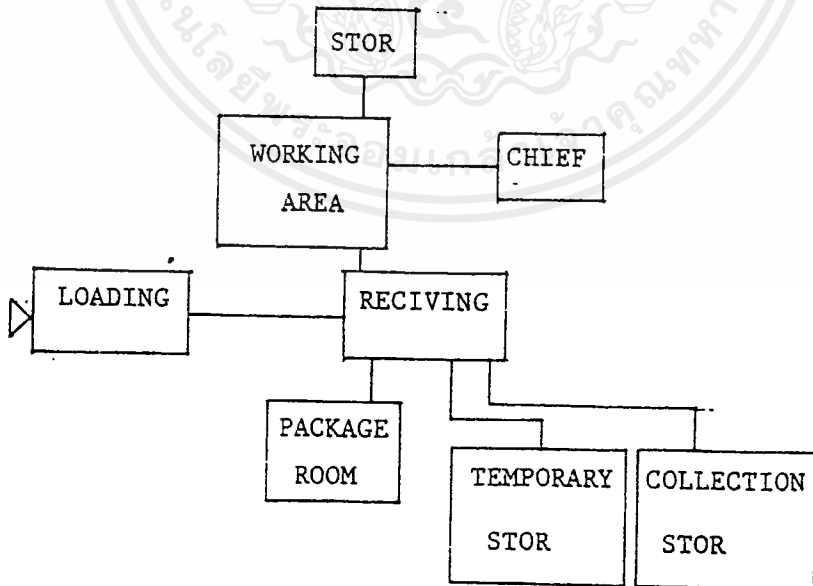 STOR
WORKING
AREA
CHIEF
LOADING
RECIVING
PACKAGE
ROOM
TEMPORARY
STOR
COLLECTION
STOR